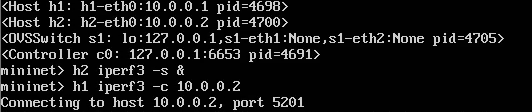 <Host h1: h1-eth0:10.0.0.1 pid=4698>
<Host h2: h2-eth0:10.0.0.2 pid=4700>
<OVSSwitch s1: lo:127.0.0.1,s1-eth1:None,s1-eth2:None pid=4705>
<Controller c0: 127.0.0.1:6653 pid=4691>
mininet> h2 iperf3 -s &
mininet> h1 iperf3 -c 10.0.0.2
Connecting to host 10.0.0.2, port 5201